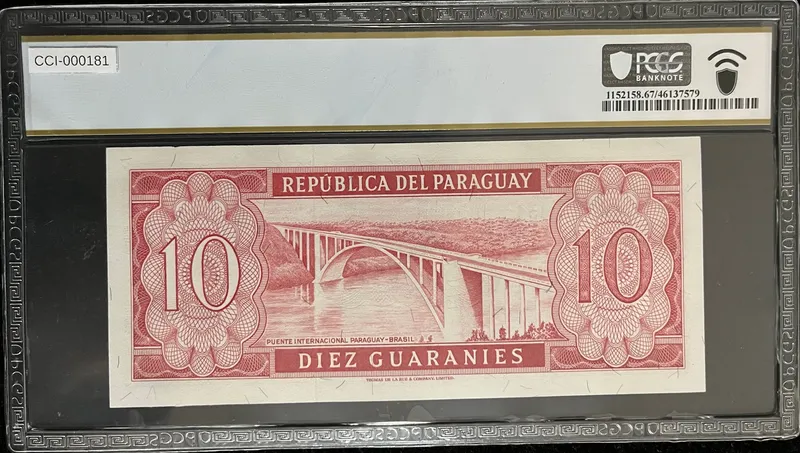 CCI-000181
PCGS
BANKNOTE
1152158.67/46137579
REPÚBLICA DEL PARAGUAY
10
10
PUENTE INTERNACIONAL PARAGUAY-BRASIL
DIEZ GUARANIES
THOMAS DE LA RUE & COMPANY, LIMITED.